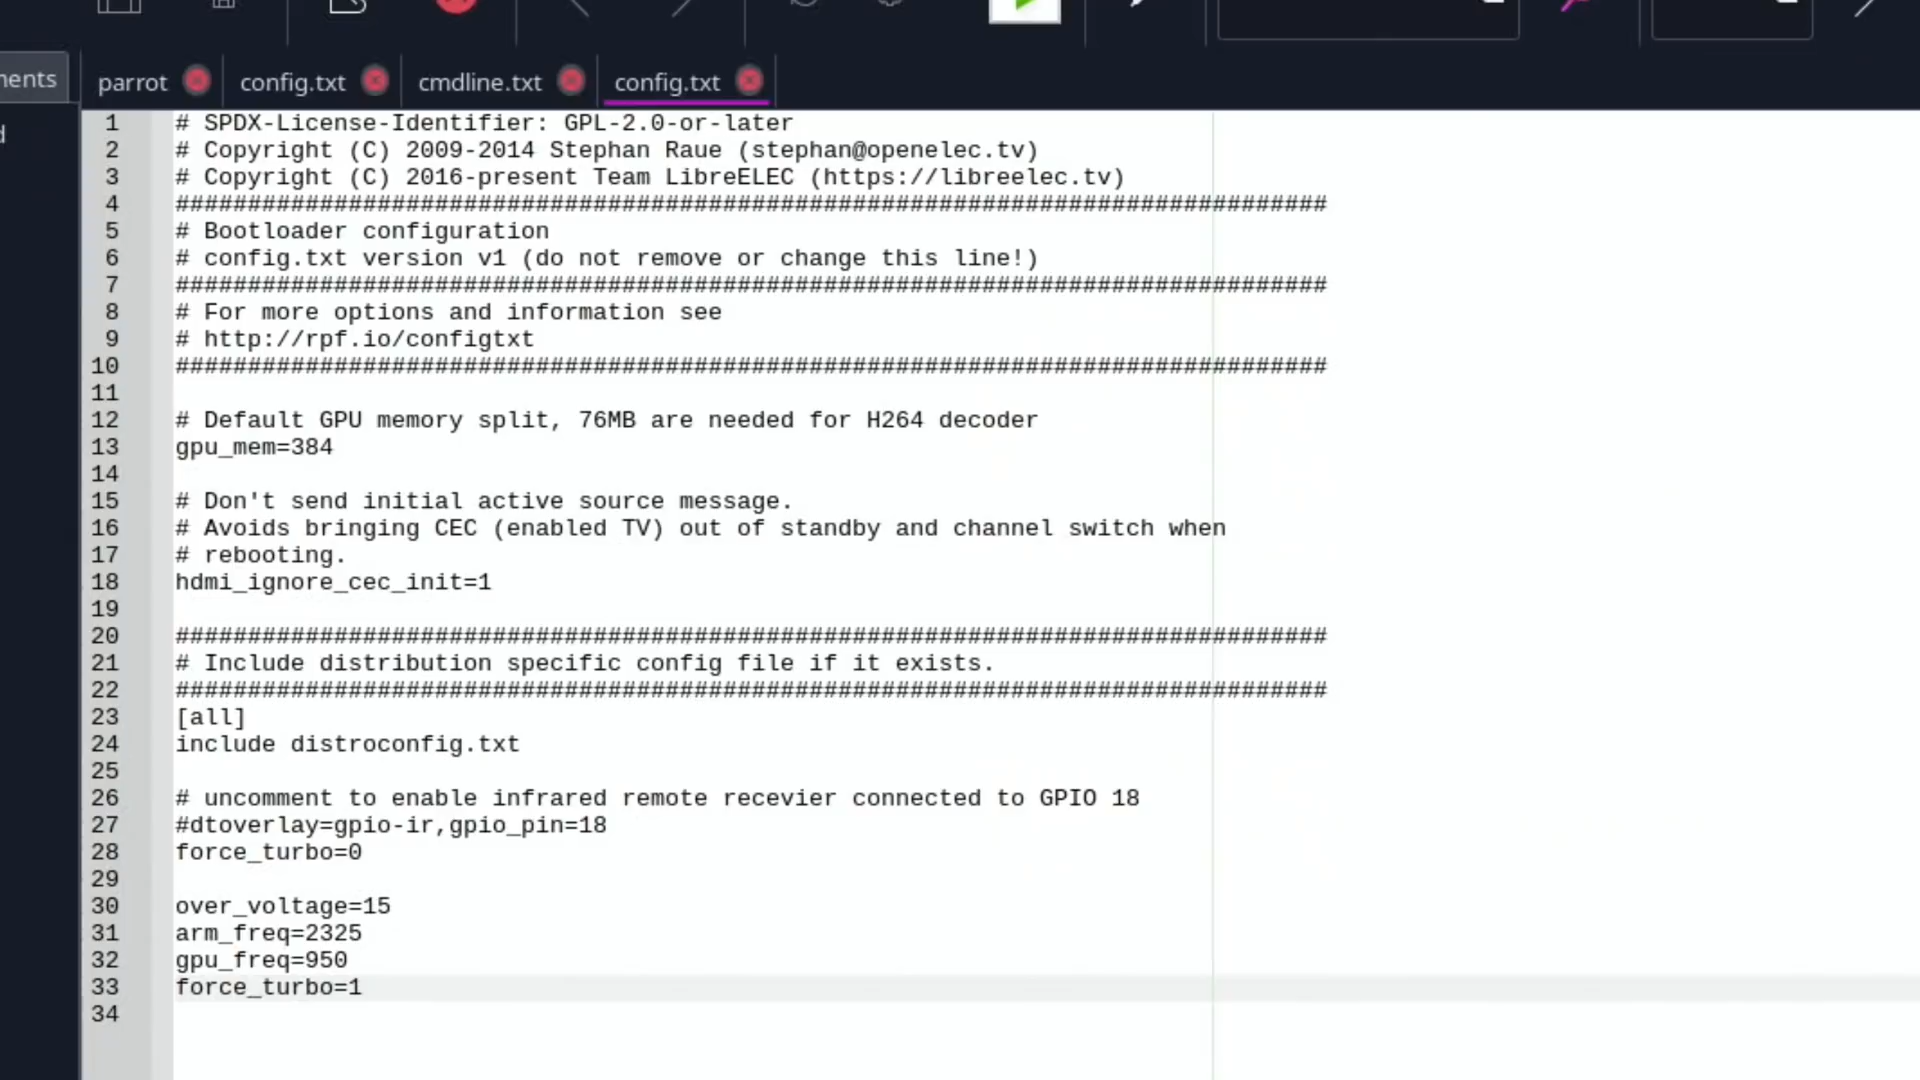 ments
parrot config.txt cmdline.txt config.txt
d
1 # SPDX-License-Identifier: GPL-2.0-or-later
2 # Copyright (C) 2009-2014 Stephan Raue (stephan@openelec.tv)
3 # Copyright (C) 2016-present Team LibreELEC (https://libreelec.tv)
4 ################################################################################
5 # Bootloader configuration
6 # config.txt version v1 (do not remove or change this line!)
7 ################################################################################
8 # For more options and information see
9 # http://rpf.io/configtxt
10 ################################################################################
11
12 # Default GPU memory split, 76MB are needed for H264 decoder
13 gpu_mem=384
14
15 # Don't send initial active source message.
16 # Avoids bringing CEC (enabled TV) out of standby and channel switch when
17 # rebooting.
18 hdmi_ignore_cec_init=1
19
20 ################################################################################
21 # Include distribution specific config file if it exists.
22 ################################################################################
23 [all]
24 include distroconfig.txt
25
26 # uncomment to enable infrared remote recevier connected to GPIO 18
27 #dtoverlay=gpio-ir,gpio_pin=18
28 force_turbo=0
29
30 over_voltage=15
31 arm_freq=2325
32 gpu_freq=950
33 force_turbo=1
34